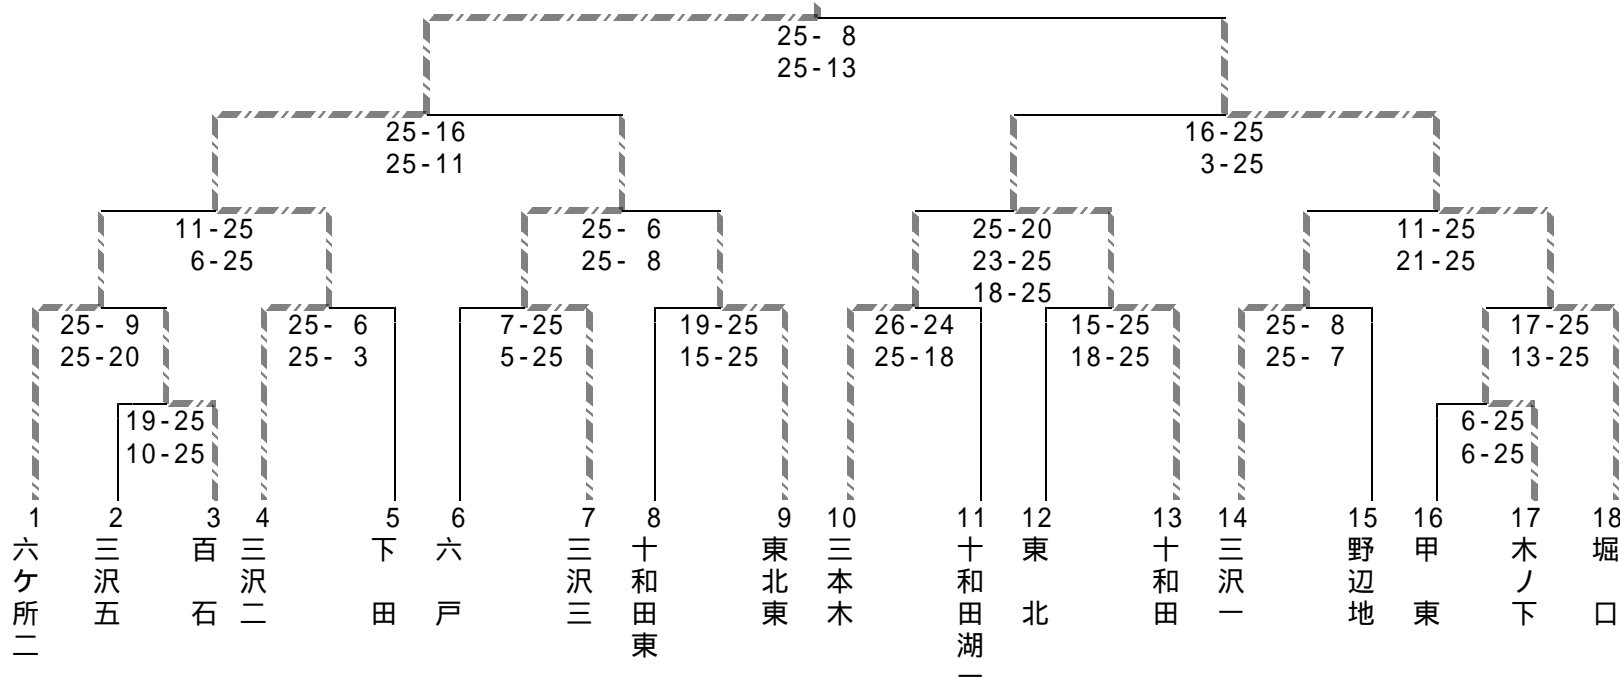 25- 8
25-13
25-16
25-11
16-25
3-25
11-25
6-25
25- 6
25- 8
25-20
23-25
18-25
11-25
21-25
25- 9
25-20
25- 6
25- 3
7-25
5-25
19-25
15-25
26-24
25-18
15-25
18-25
25- 8
25- 7
17-25
13-25
19-25
10-25
6-25
6-25
1 2 3 4 5 6 7 8 9 10 11 12 13 14 15 16 17 18
六ケ所二
三沢五
百 石
三沢二
下 田
六 戸
三沢三
十和田東
東北東
三本木
十和田湖一
東 北
十和田
三沢一
野辺地
甲 東
木ノ下
堀 口